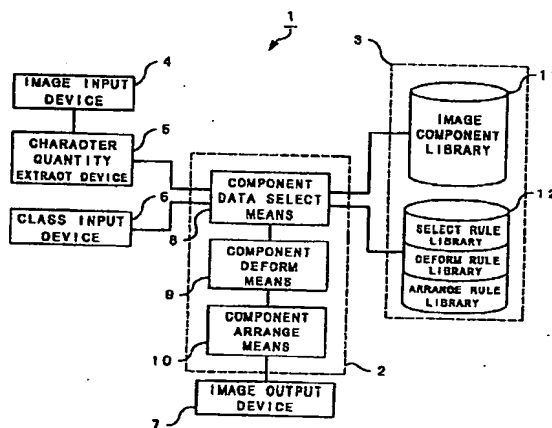 1
4
IMAGE INPUT
DEVICE
5
CHARACTER
QUANTITY
EXTRACT DEVICE
6
CLASS INPUT
DEVICE
COMPONENT
DATA SELECT
MEANS
8
COMPONENT
DEFORM
MEANS
9
COMPONENT
ARRANGE
MEANS
10
2
IMAGE OUTPUT
DEVICE
7
3
IMAGE
COMPONENT
LIBRARY
12
SELECT RULE
LIBRARY
DEFORM RULE
LIBRARY
ARRANGE RULE
LIBRARY